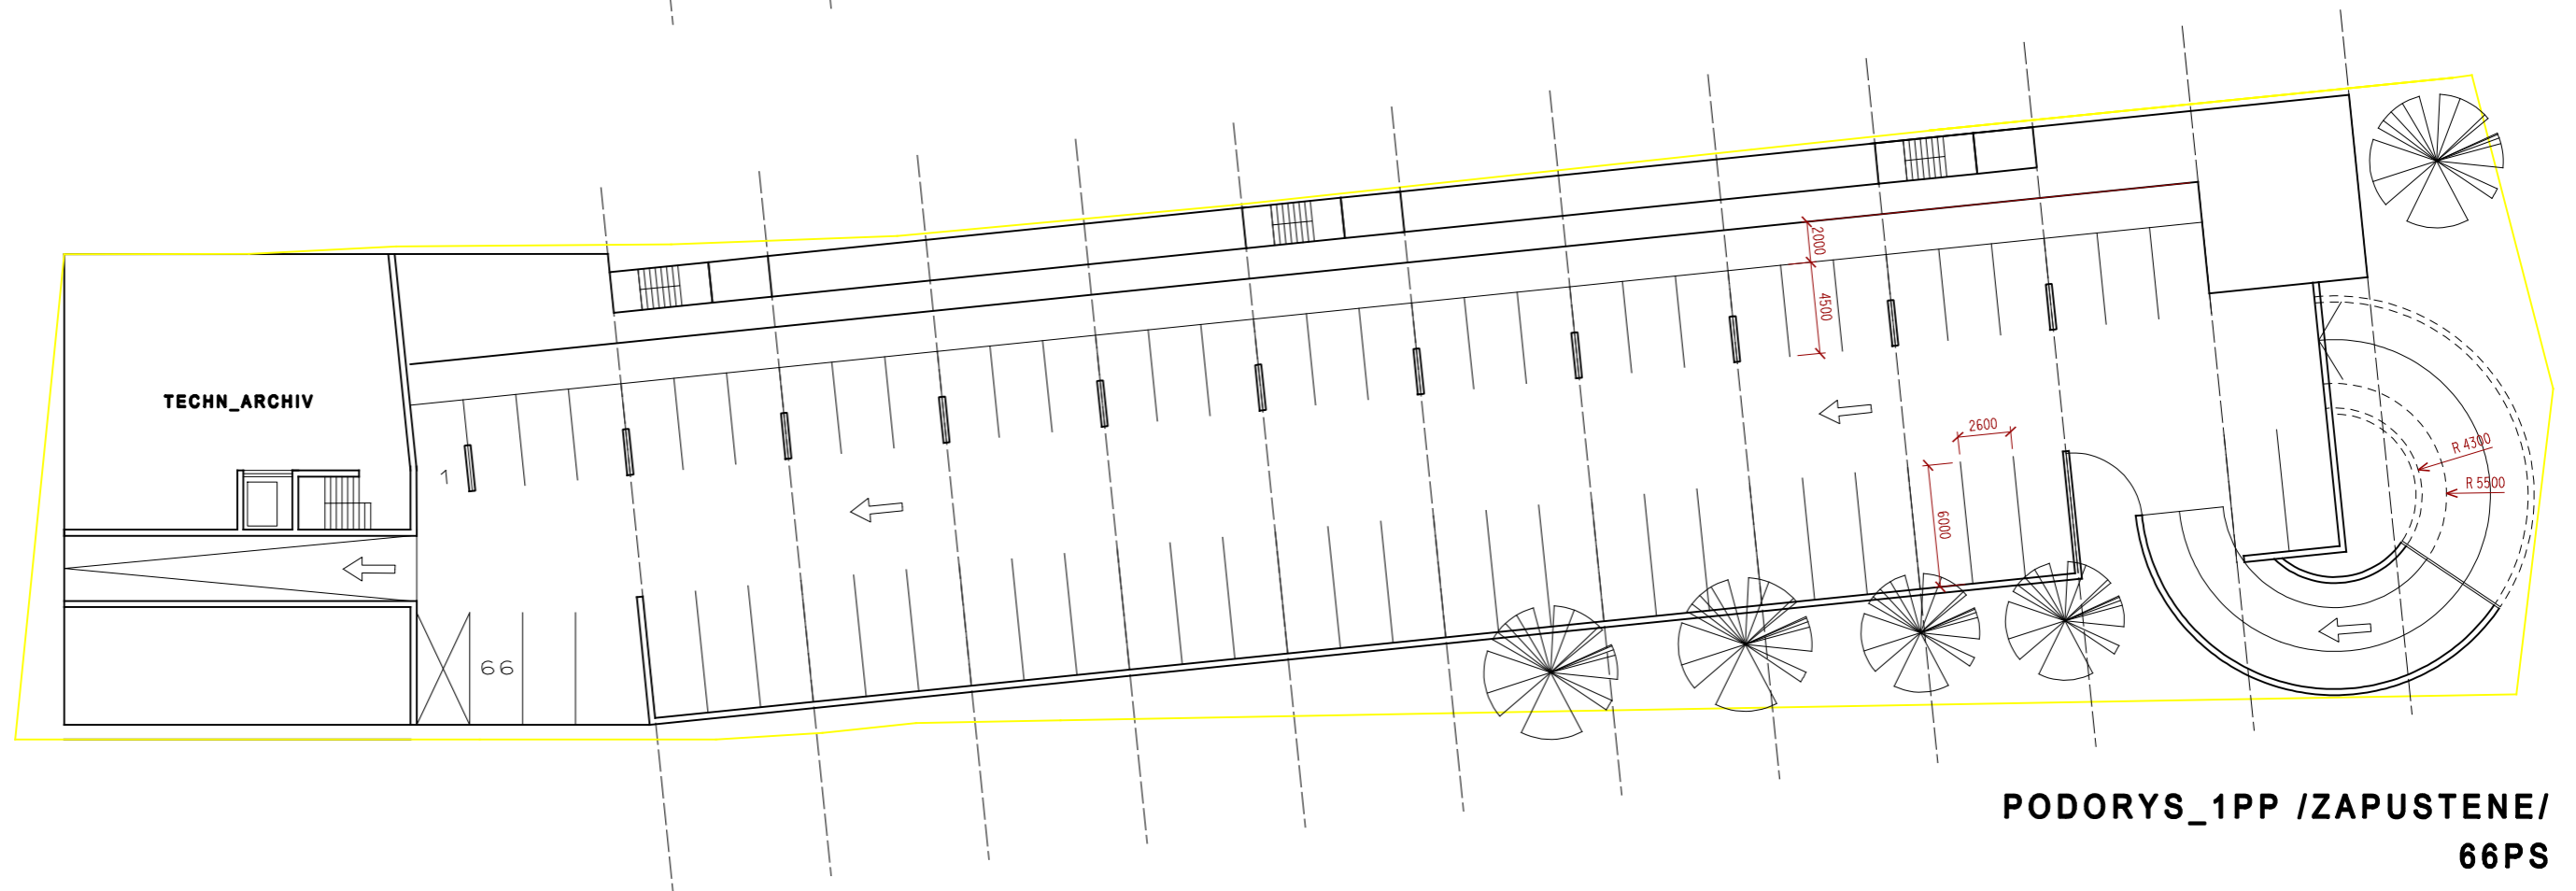 2000
4500
TECHN_ARCHIV
2600
R 4300
1
R 5500
6000
66
PODORYS_1PP /ZAPUSTENE/
66PS